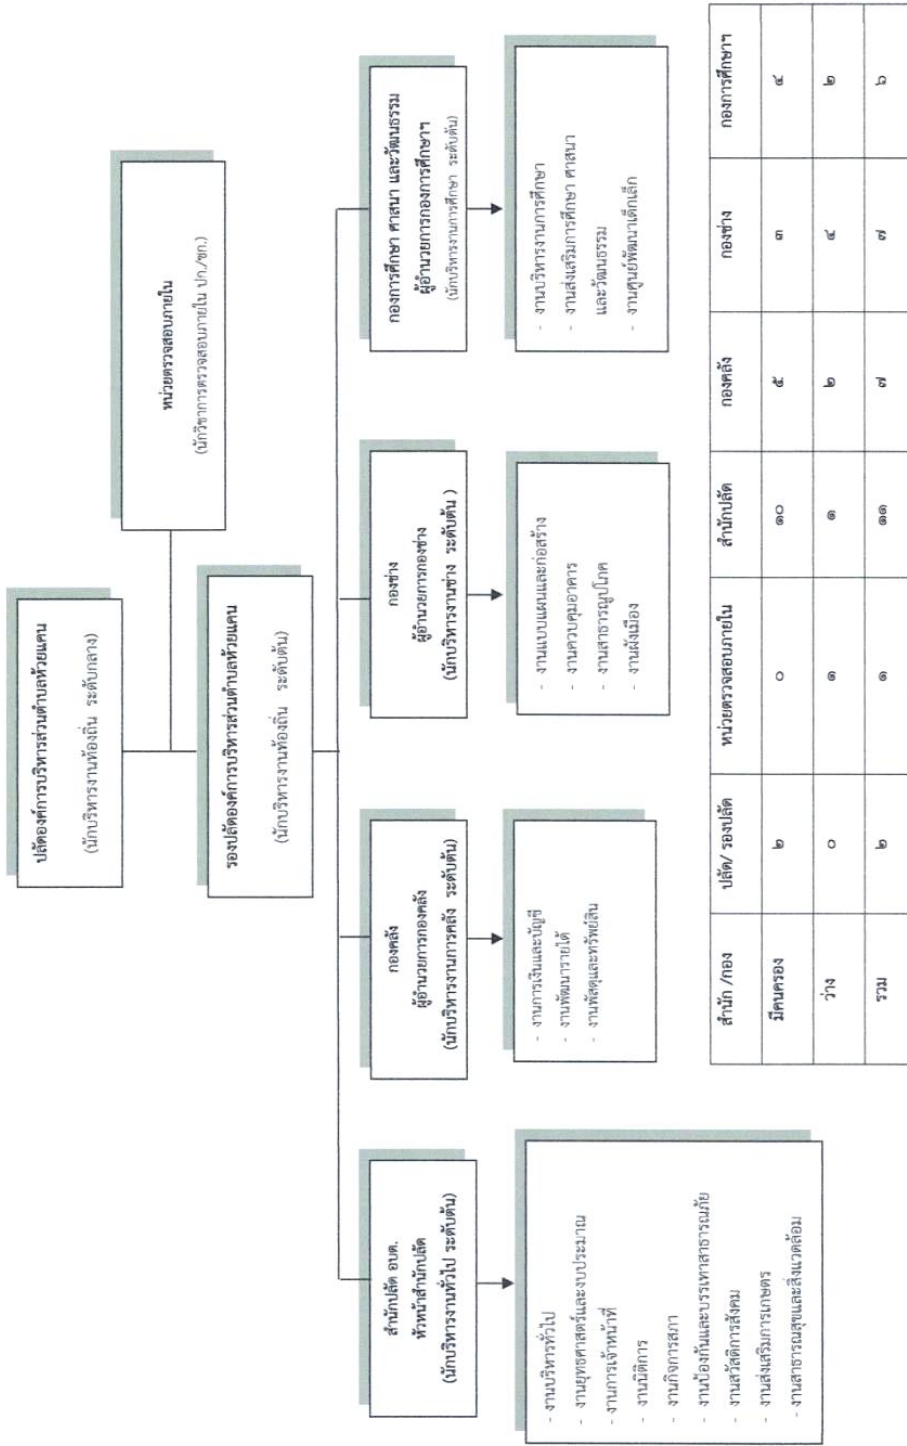 ปลัดองค์การบริหารส่วนตำบลห้วยแคน
(นักบริหารงานท้องถิ่น ระดับกลาง)
หน่วยตรวจสอบภายใน
(นักวิชาการตรวจสอบภายใน ปก./ชก.)
รองปลัดองค์การบริหารส่วนตำบลห้วยแคน
(นักบริหารงานท้องถิ่น ระดับต้น)
สำนักปลัด อบต.
หัวหน้าสำนักปลัด
(นักบริหารงานทั่วไป ระดับต้น)
กองคลัง
ผู้อำนวยการกองคลัง
(นักบริหารงานการคลัง ระดับต้น)
กองช่าง
ผู้อำนวยการกองช่าง
(นักบริหารงานช่าง ระดับต้น )
กองการศึกษา ศาสนา และวัฒนธรรม
ผู้อำนวยการกองการศึกษาฯ
(นักบริหารงานการศึกษา ระดับต้น)
- งานบริหารทั่วไป
- งานยุทธศาสตร์และงบประมาณ
- งานการเจ้าหน้าที่
- งานนิติการ
- งานกิจการสภา
- งานป้องกันและบรรเทาสาธารณภัย
- งานสวัสดิการสังคม
- งานส่งเสริมการเกษตร
- งานสาธารณสุขและสิ่งแวดล้อม
- งานการเงินและบัญชี
- งานพัฒนารายได้
- งานพัสดุและทรัพย์สิน
- งานแบบแผนและก่อสร้าง
- งานควบคุมอาคาร
- งานสาธารณูปโภค
- งานผังเมือง
- งานบริหารงานการศึกษา
- งานส่งเสริมการศึกษา ศาสนา
และวัฒนธรรม
- งานศูนย์พัฒนาเด็กเล็ก
สำนัก /กอง ปลัด/ รองปลัด หน่วยตรวจสอบภายใน สำนักปลัด กองคลัง กองช่าง กองการศึกษาฯ
มีคนครอง ๒ ๐ ๑๐ ๕ ๓ ๔
ว่าง ๐ ๑ ๑ ๒ ๔ ๒
รวม ๒ ๑ ๑๑ ๗ ๗ ๖